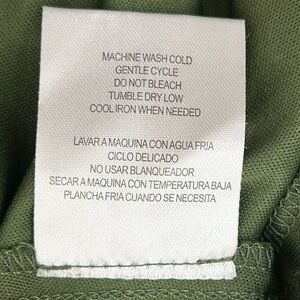 MACHINE WASH COLD
GENTLE CYCLE
DO NOT BLEACH
TUMBLE DRY LOW
COOL IRON WHEN NEEDED
LAVAR A MAQUINA CON AGUA FRIA
CICLO DELICADO
NO USAR BLANQUEADOR
SECAR A MAQUINA CON TEMPERATURA BAJA
PLANCHA FRIA CUANDO SE NECESITA